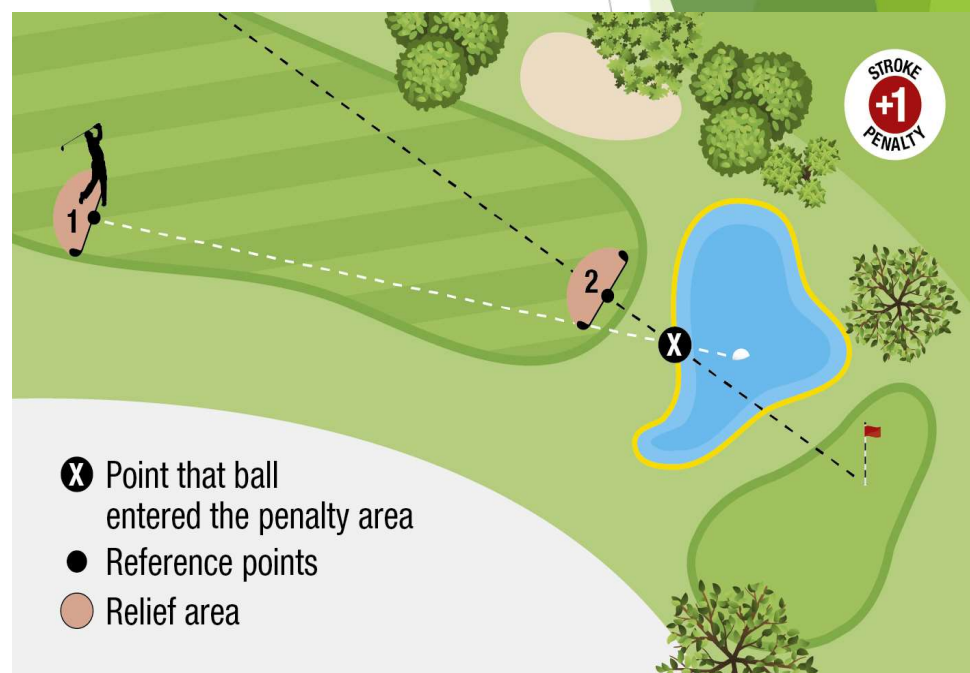 STROKE
+1
PENALTY
1
2
X
X Point that ball
entered the penalty area
Reference points
Relief area